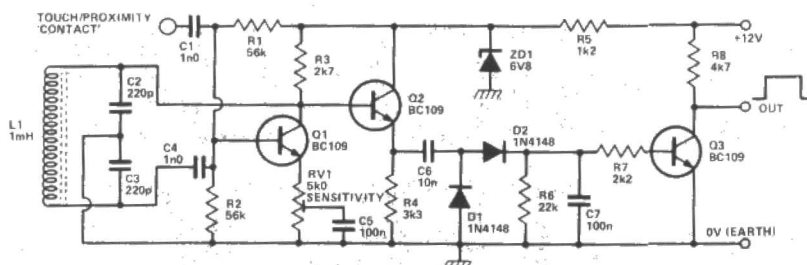 TOUCH/PROXIMITY
'CONTACT'
C1
1n0
R1
56k
R3
2k7
ZD1
6V8
R5
1k2
R8
4k7
+12V
C2
220p
L1
1mH
C3
220p
C4
1n0
Q1
BC109
Q2
BC109
C6
10n
D2
1N4148
R7
2k2
Q3
BC109
OUT
R2
56k
RV1
5k0
SENSITIVITY
C5
100n
R4
3k3
D1
1N4148
R6
22k
C7
100n
0V (EARTH)